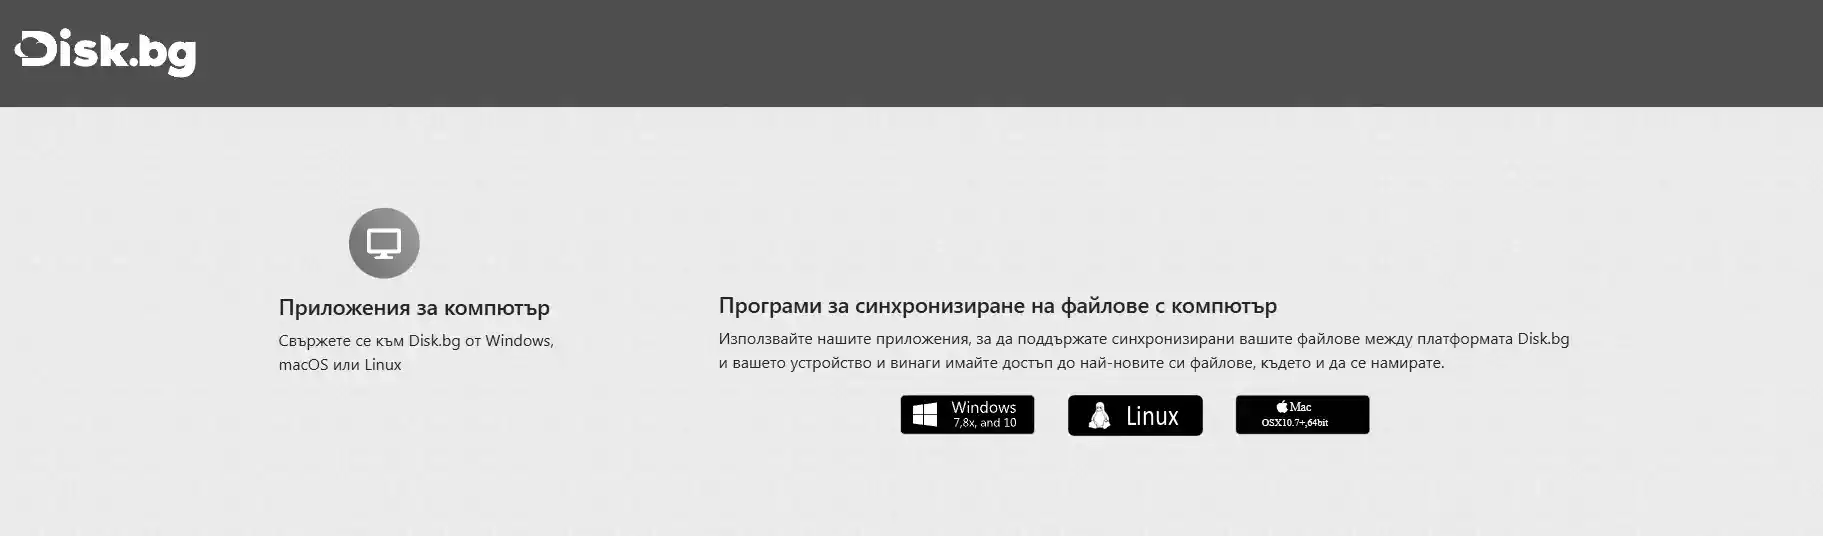 Disk.bg
Приложения за компютър
Свържете се към Disk.bg от Windows,
macOS или Linux
Програми за синхронизиране на файлове с компютър
Използвайте нашите приложения, за да поддържате синхронизирани вашите файлове между платформата Disk.bg
и вашето устройство и винаги имайте достъп до най-новите си файлове, където и да се намирате.
Windows
7,8x, and 10
Linux
Mac
OSX10.7+,64bit